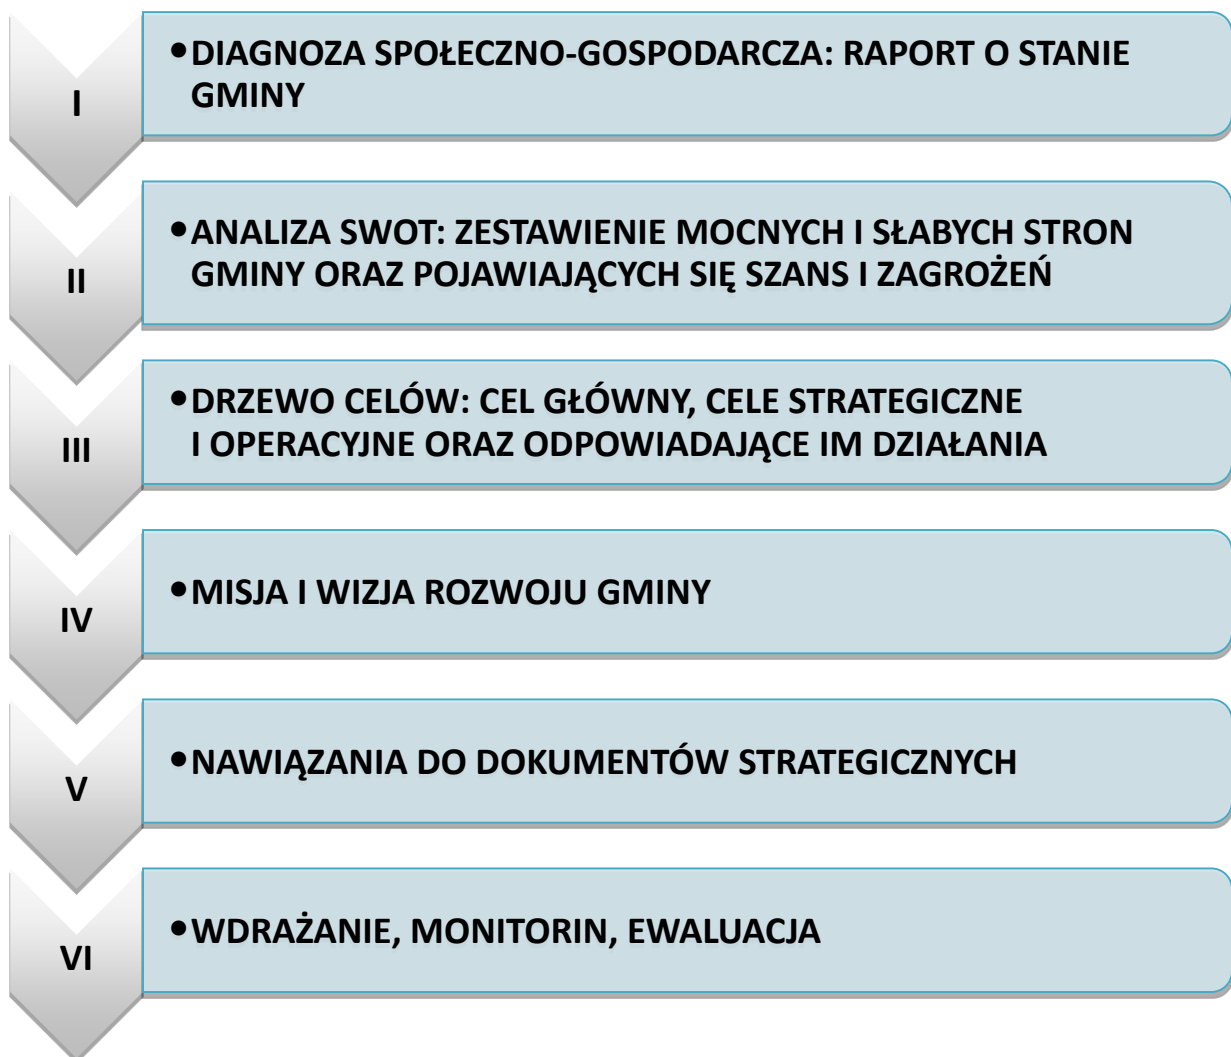 I
•DIAGNOZA SPOŁECZNO-GOSPODARCZA: RAPORT O STANIE
GMINY
II
•ANALIZA SWOT: ZESTAWIENIE MOCNYCH I SŁABYCH STRON
GMINY ORAZ POJAWIAJĄCYCH SIĘ SZANS I ZAGROŻEŃ
III
•DRZEWO CELÓW: CEL GŁÓWNY, CELE STRATEGICZNE
I OPERACYJNE ORAZ ODPOWIADAJĄCE IM DZIAŁANIA
IV
•MISJA I WIZJA ROZWOJU GMINY
V
•NAWIĄZANIA DO DOKUMENTÓW STRATEGICZNYCH
VI
•WDRAŻANIE, MONITORIN, EWALUACJA